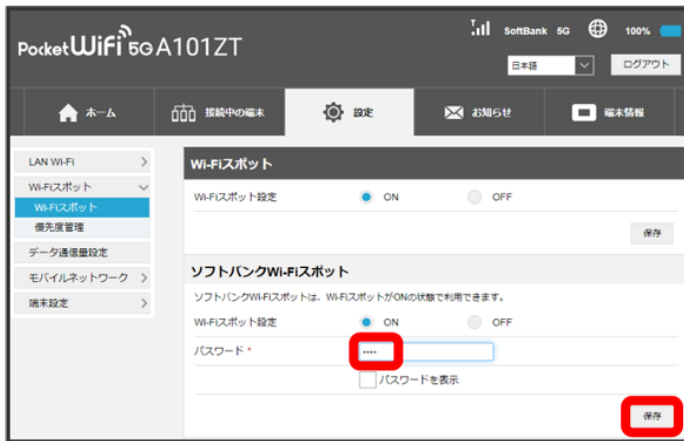 Pocket WiFi 5G A101ZT
SoftBank 5G 100%
日本語 ログアウト
ホーム 接続中の端末 設定 お知らせ 端末情報
LAN Wi-Fi
Wi-Fiスポット
Wi-Fiスポット
優先度管理
データ通信量設定
モバイルネットワーク
端末設定
Wi-Fiスポット
Wi-Fiスポット設定 ON OFF
保存
ソフトバンクWi-Fiスポット
ソフトバンクWi-Fiスポットは、Wi-FiスポットがONの状態で利用できます。
Wi-Fiスポット設定 ON OFF
パスワード * ••••
パスワードを表示
保存